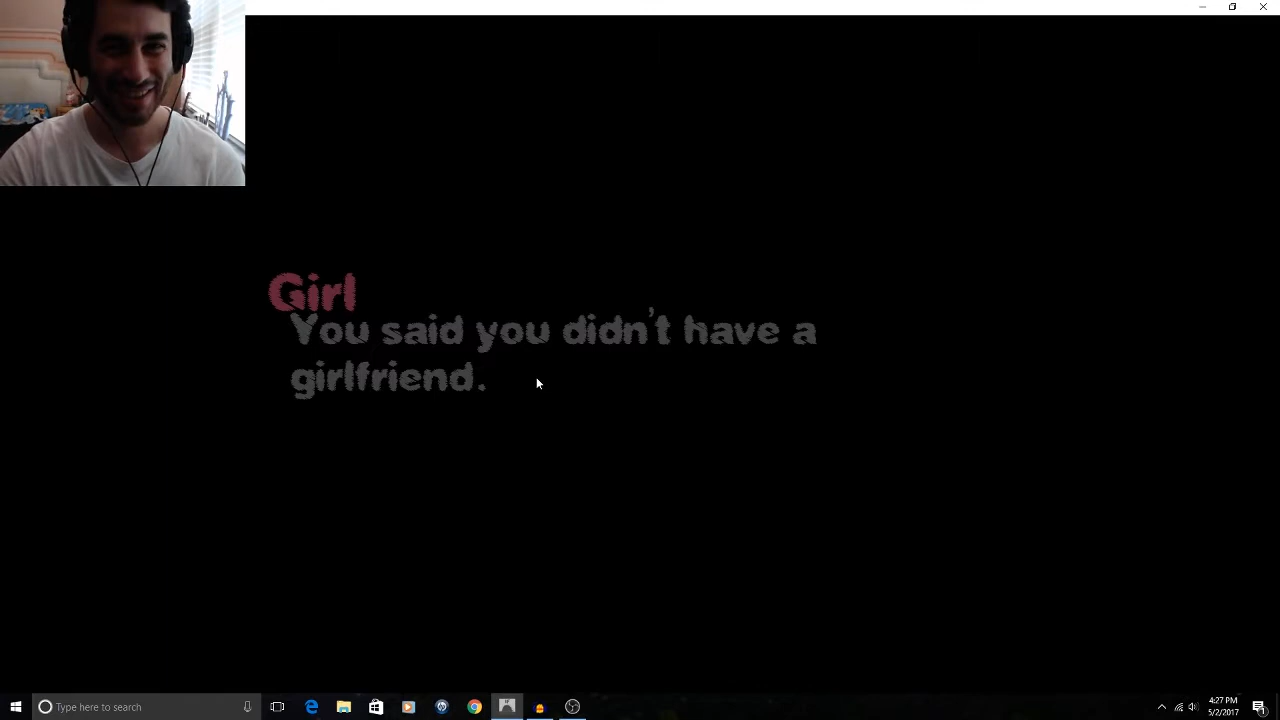 Girl
You said you didn't have a
girlfriend.
Type here to search
4:27 PM
5/2/2017